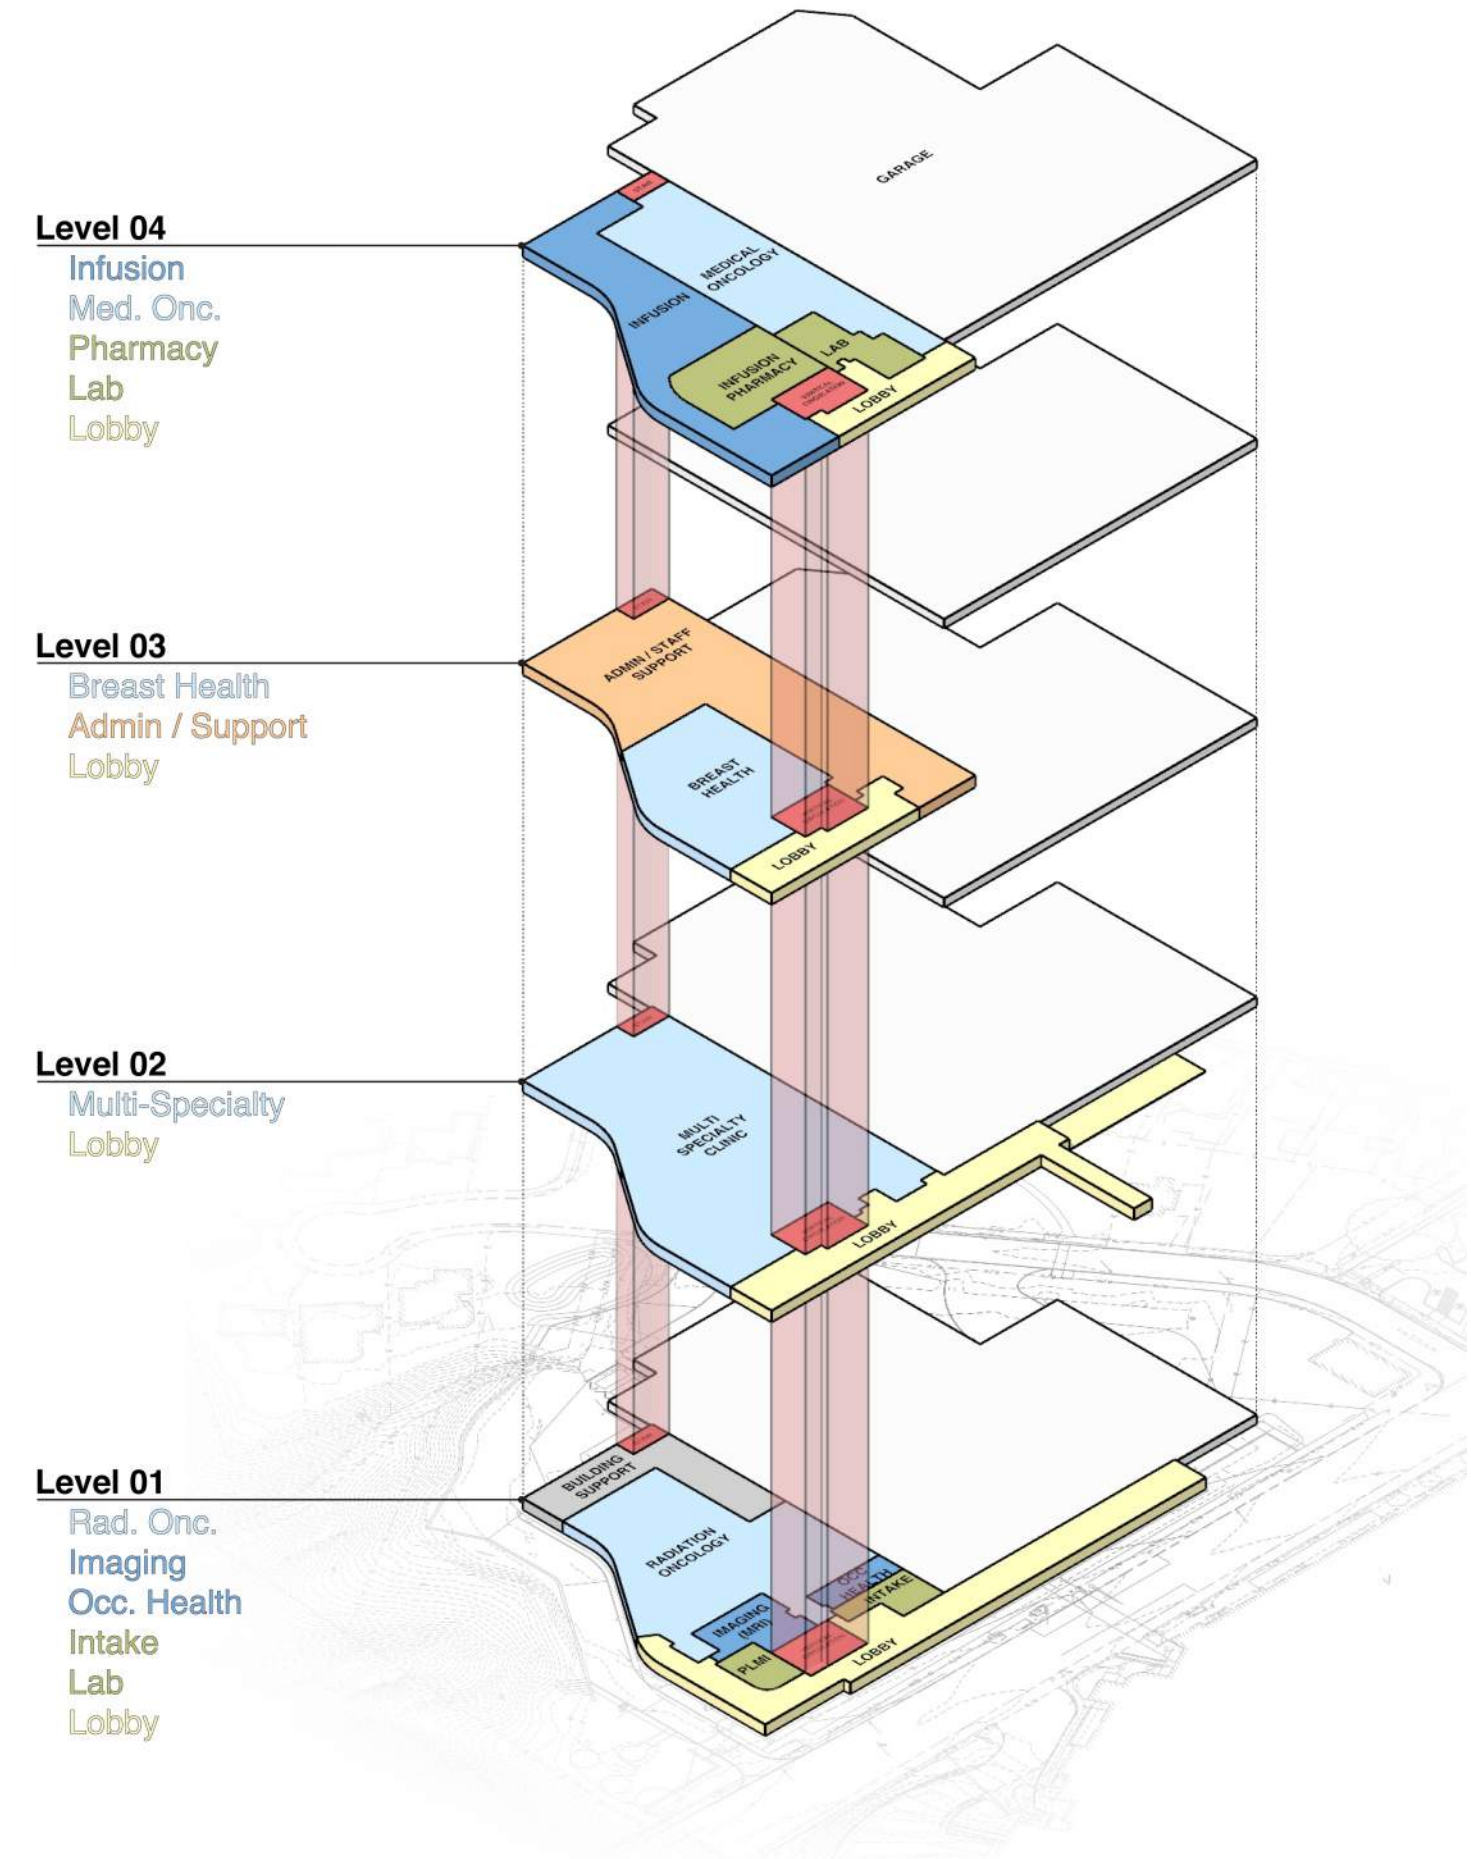 GARAGE
STAIR
Level 04
Infusion
Med. Onc.
Pharmacy
Lab
Lobby
MEDICAL
ONCOLOGY
INFUSION
INFUSION
PHARMACY
LAB
VERTICAL
CIRCULATION
LOBBY
Level 03
Breast Health
Admin / Support
Lobby
ADMIN / STAFF
SUPPORT
BREAST
HEALTH
LOBBY
Level 02
Multi-Specialty
Lobby
MULTI
SPECIALTY
CLINIC
LOBBY
Level 01
Rad. Onc.
Imaging
Occ. Health
Intake
Lab
Lobby
BUILDING
SUPPORT
RADIATION
ONCOLOGY
OCC
HEALTH
INTAKE
IMAGING
(MRI)
PLMI
LOBBY